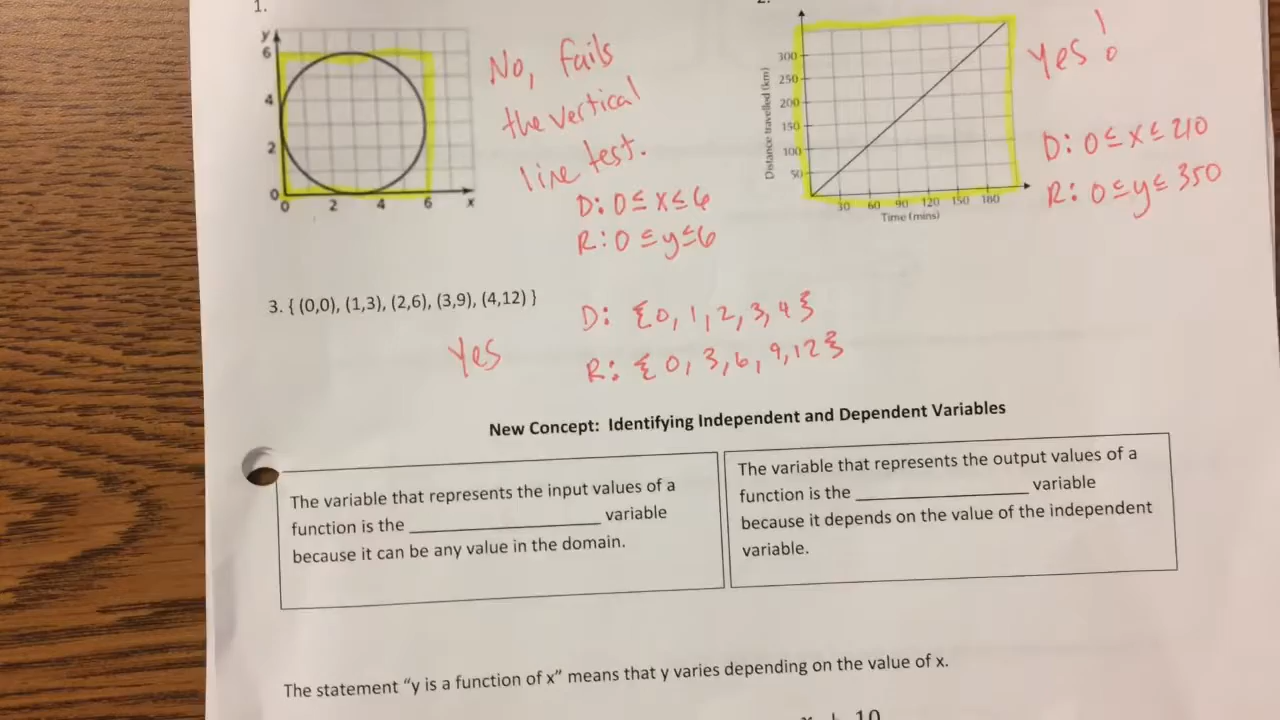 1.
y
6
4
2
0
0 2 4 6 x
No, fails
the vertical
line test.
D: 0 ≤ x ≤ 6
R: 0 ≤ y ≤ 6
2.
Distance travelled (km)
300
250
200
150
100
50
30 60 90 120 150 180
Time (mins)
Yes!
D: 0 ≤ x ≤ 210
R: 0 ≤ y ≤ 350
3. { (0,0), (1,3), (2,6), (3,9), (4,12) }
Yes
D: {0, 1, 2, 3, 4}
R: {0, 3, 6, 9, 12}
New Concept: Identifying Independent and Dependent Variables
The variable that represents the input values of a
function is the ____________________ variable
because it can be any value in the domain.
The variable that represents the output values of a
function is the __________________ variable
because it depends on the value of the independent
variable.
The statement “y is a function of x” means that y varies depending on the value of x.